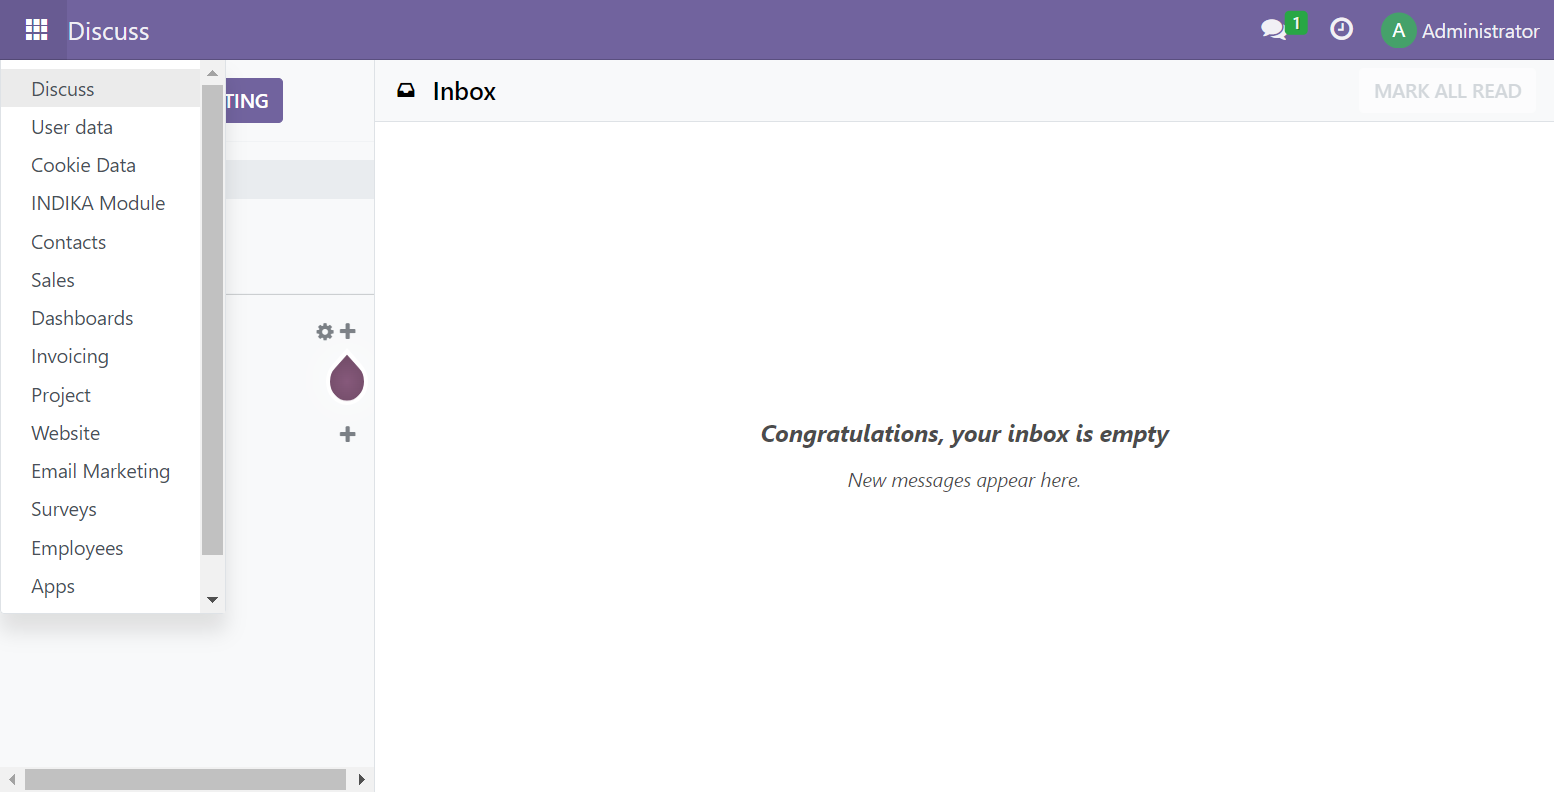 Discuss
1
A Administrator
Discuss
User data
Cookie Data
INDIKA Module
Contacts
Sales
Dashboards
Invoicing
Project
Website
Email Marketing
Surveys
Employees
Apps
TING
Inbox
MARK ALL READ
Congratulations, your inbox is empty
New messages appear here.